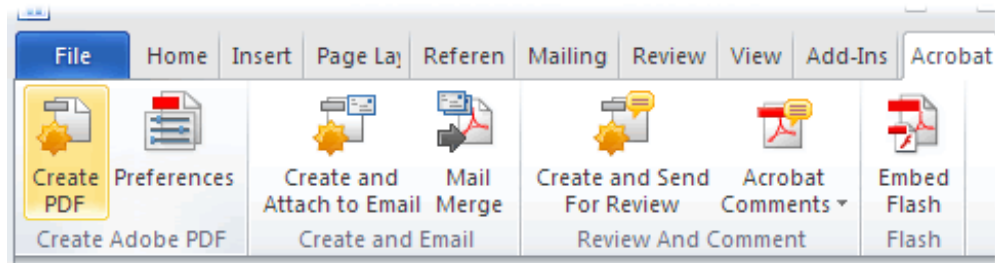 File Home Insert Page Lay Referen Mailing Review View Add-Ins Acrobat
Create PDF Preferences Create and Attach to Email Mail Merge Create and Send For Review Acrobat Comments Embed Flash
Create Adobe PDF Create and Email Review And Comment Flash